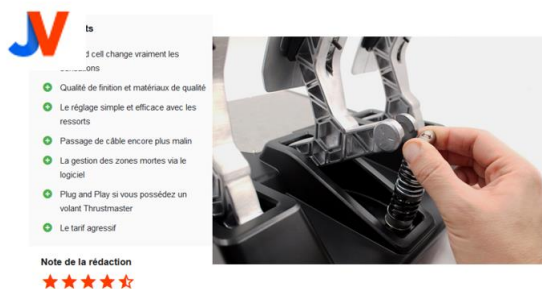 JV
ts
d cell change vraiment les
Qualité de finition et matériaux de qualité
Le réglage simple et efficace avec les
ressorts
Passage de câble encore plus malin
La gestion des zones mortes via le
logiciel
Plug and Play si vous possédez un
volant Thrustmaster
Le tarif agressif
Note de la rédaction